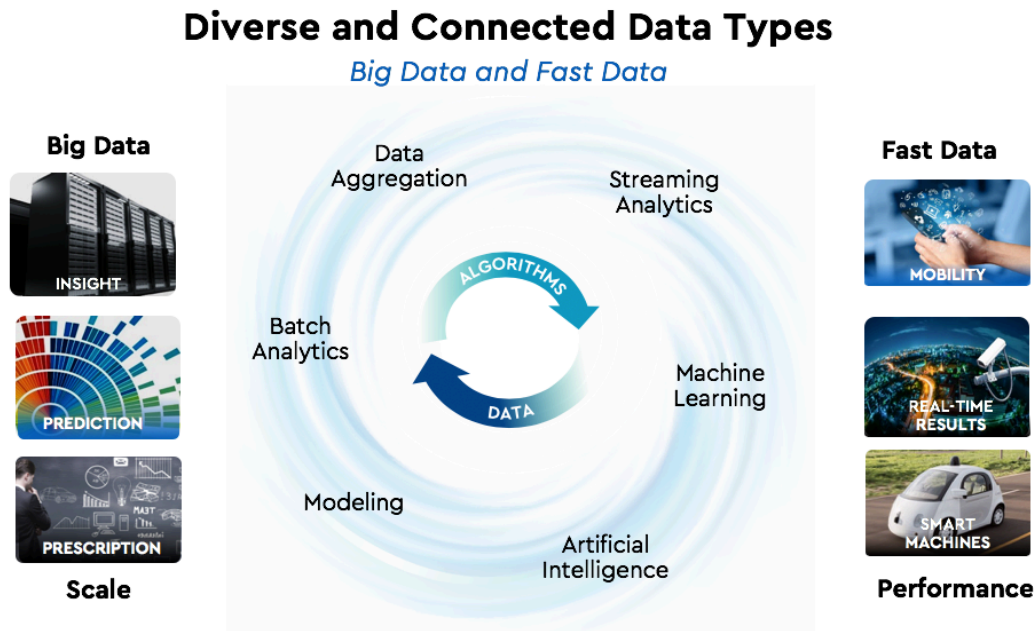 Diverse and Connected Data Types
Big Data and Fast Data
Big Data
INSIGHT
PREDICTION
PRESCRIPTION
Scale
Data
Aggregation
Streaming
Analytics
Batch
Analytics
ALGORITHMS
DATA
Machine
Learning
Modeling
Artificial
Intelligence
Fast Data
MOBILITY
REAL-TIME
RESULTS
SMART
MACHINES
Performance